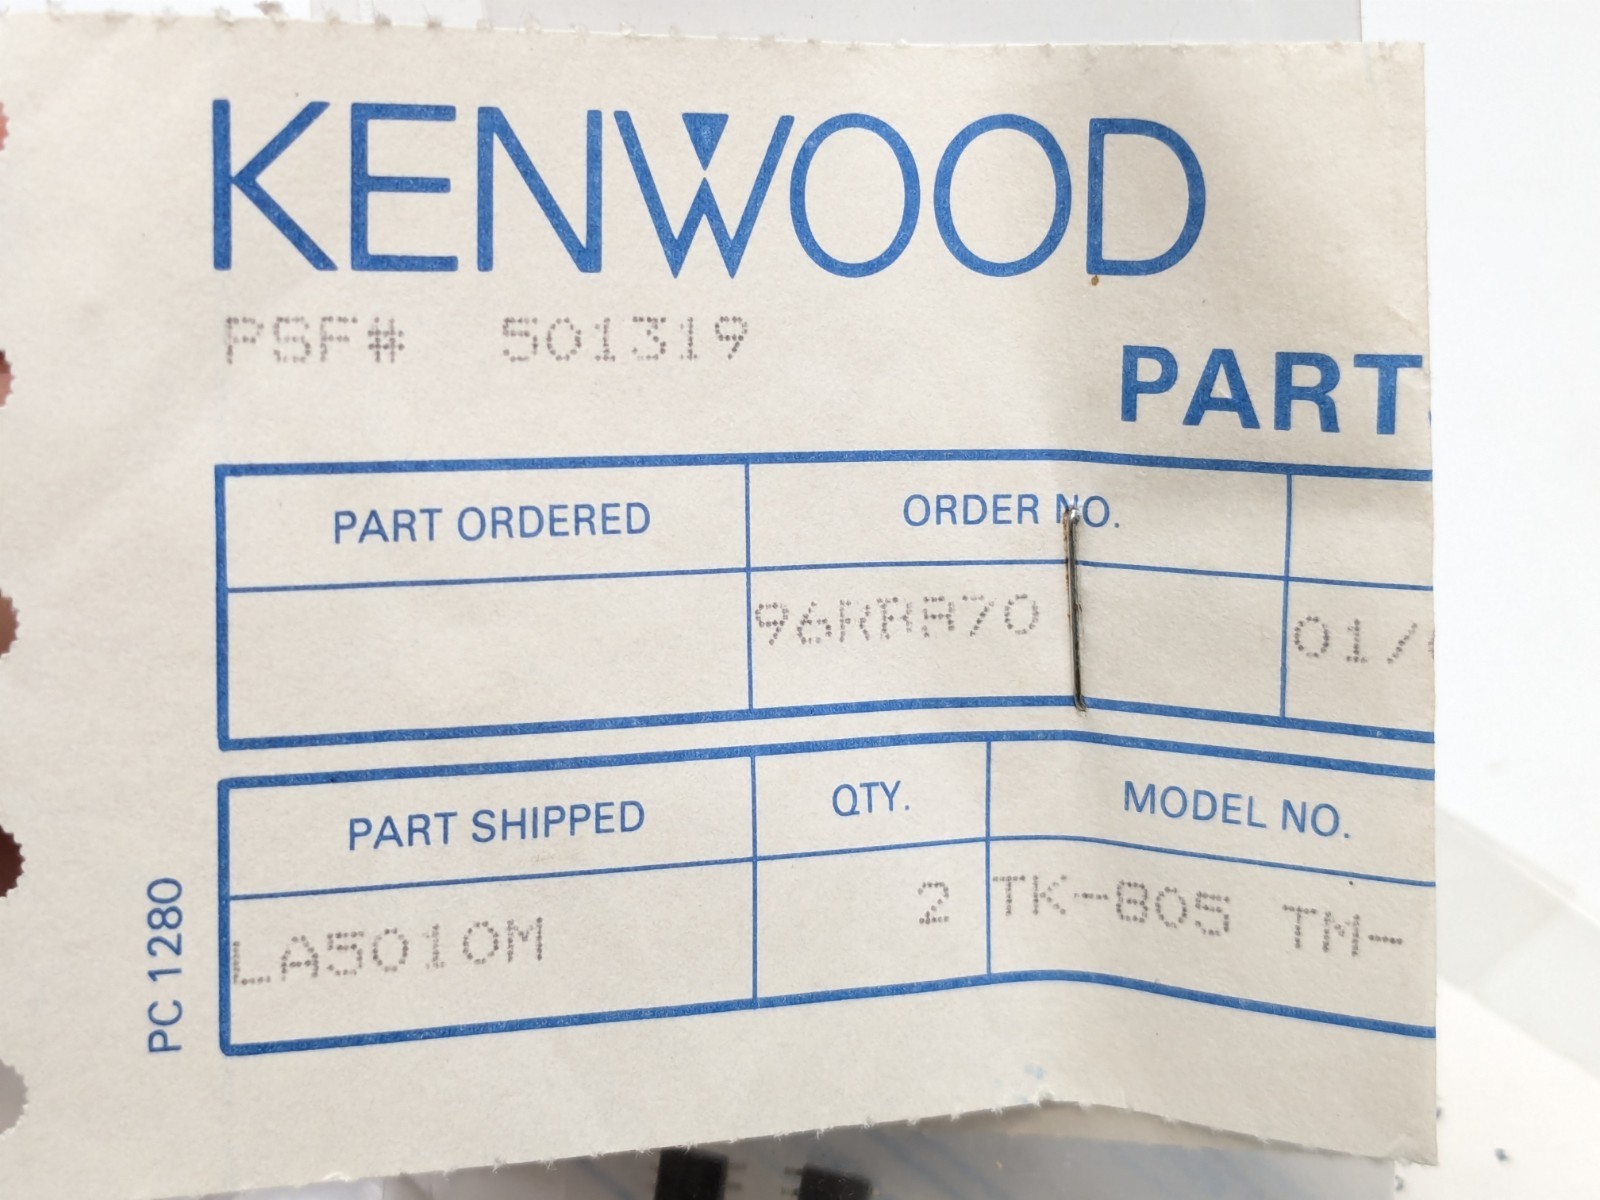 KENWOOD
PSF# 501319
PART
PART ORDERED ORDER NO.
01/
PART SHIPPED QTY. MODEL NO.
LA5010M 2 TK-805 TM-
PC 1280